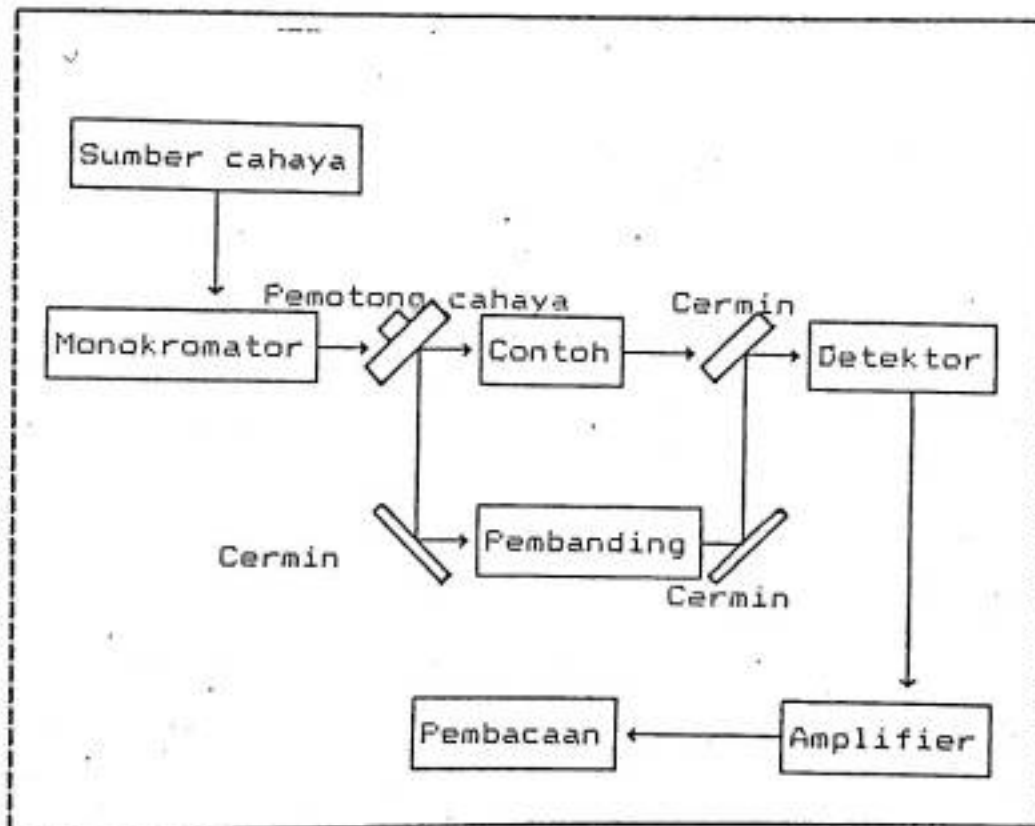 Sumber cahaya
Pemotong cahaya
Cermin
Monokromator
Contoh
Detektor
Cermin
Pembanding
Cermin
Pembacaan
Amplifier